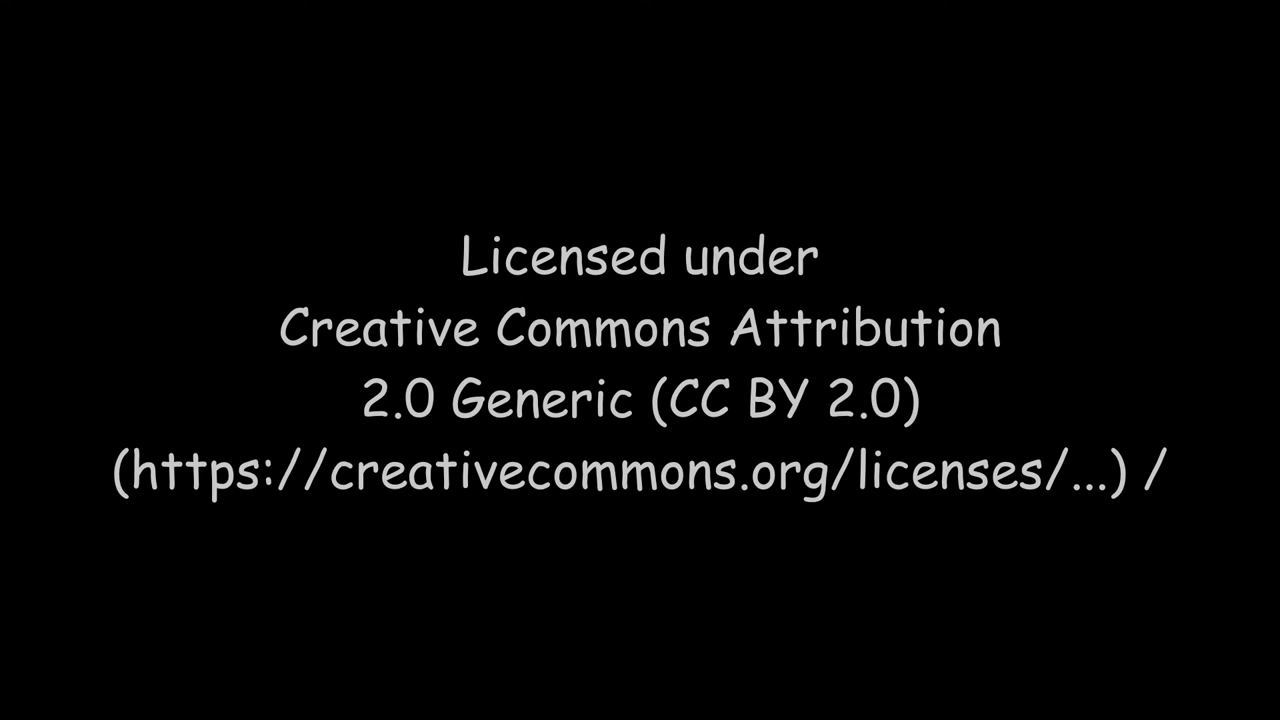 Licensed under
Creative Commons Attribution
2.0 Generic (CC BY 2.0)
(https://creativecommons.org/licenses/...) /